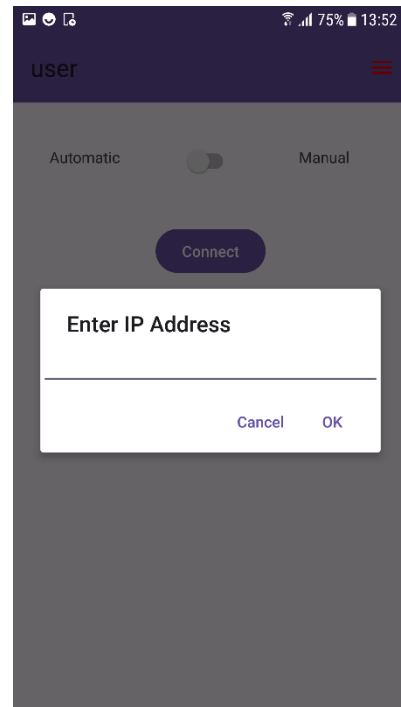 75% 13:52
user
Automatic Manual
Connect
Enter IP Address
Cancel OK